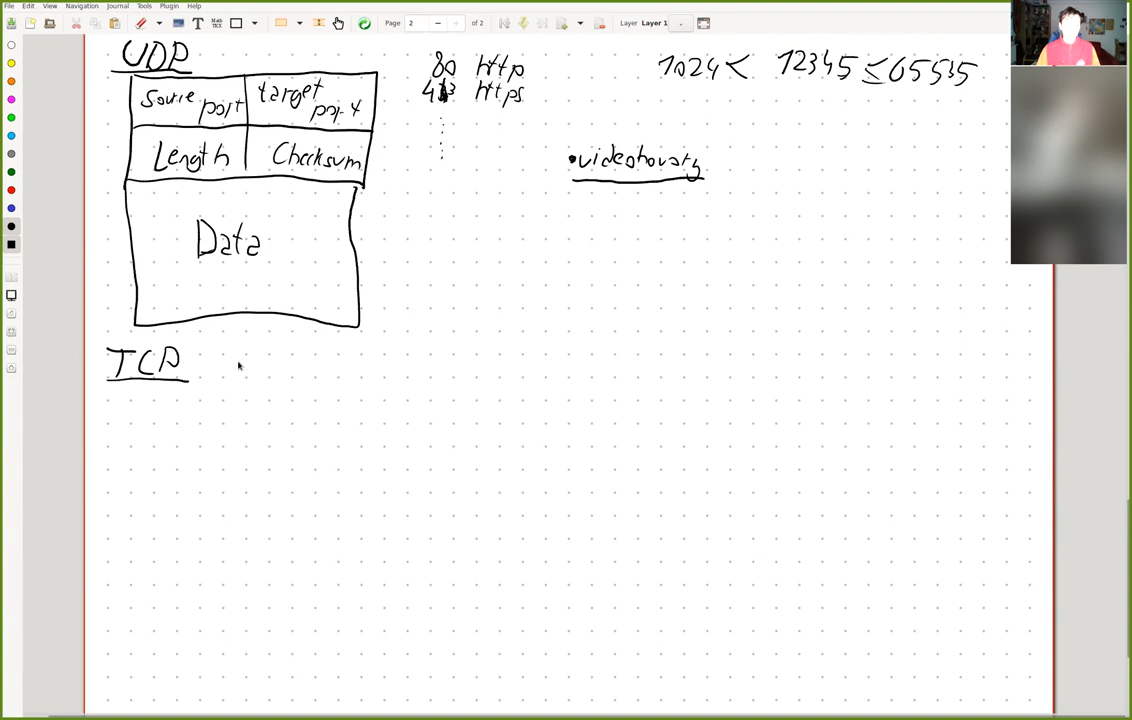 File Edit View Navigation Journal Tools Plugin Help
Page 2 of 2 Layer Layer 1
UDP
source port target port
Length Checksum
Data
80 http
https
1024 < 12345 ≤ 65535
TCP